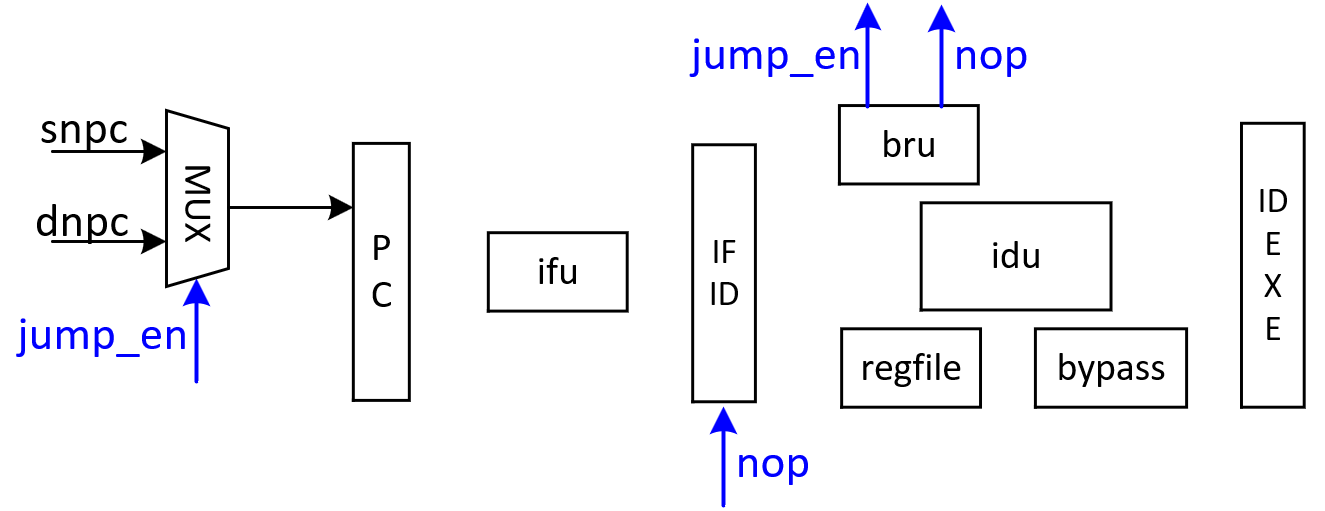 snpc
dnpc
MUX
jump_en
P
C
ifu
IF
ID
nop
jump_en
nop
bru
idu
regfile
bypass
ID
E
X
E